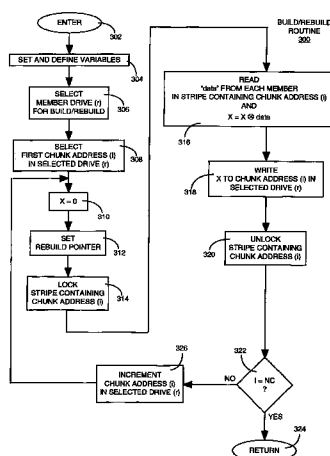 BUILD/REBUILD
ROUTINE
300
ENTER
302
SET AND DEFINE VARIABLES
304
SELECT
MEMBER DRIVE (r)
FOR BUILD/REBUILD
306
SELECT
FIRST CHUNK ADDRESS (i)
IN SELECTED DRIVE (r)
308
X = 0
310
SET
REBUILD POINTER
312
LOCK
STRIPE CONTAINING
CHUNK ADDRESS (i)
314
READ
"data" FROM EACH MEMBER
IN STRIPE CONTAINING CHUNK ADDRESS (i)
AND
X = X ⊗ data
316
WRITE
X TO CHUNK ADDRESS (i) IN
SELECTED DRIVE (r)
318
UNLOCK
STRIPE CONTAINING
CHUNK ADDRESS (i)
320
I = NC
?
322
NO
YES
INCREMENT
CHUNK ADDRESS (i)
IN SELECTED DRIVE (r)
326
RETURN
324